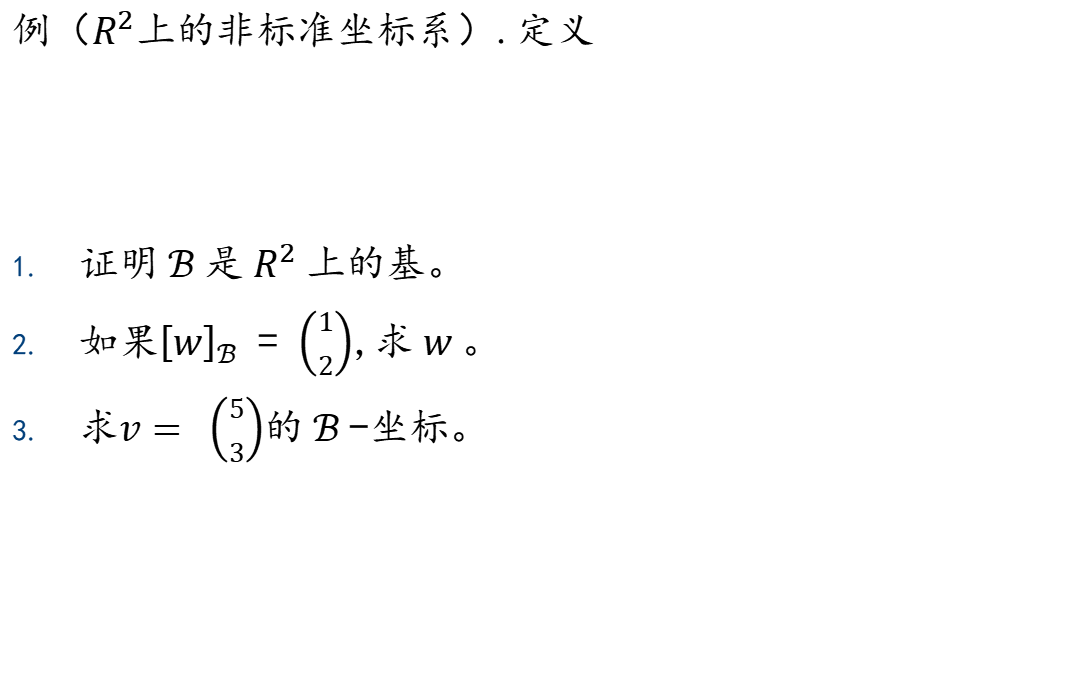 例（R²上的非标准坐标系）. 定义
1. 证明 ℬ 是 R² 上的基。
2. 如果[w]ℬ = (1 2), 求 w 。
3. 求v = (5 3)的 ℬ-坐标。